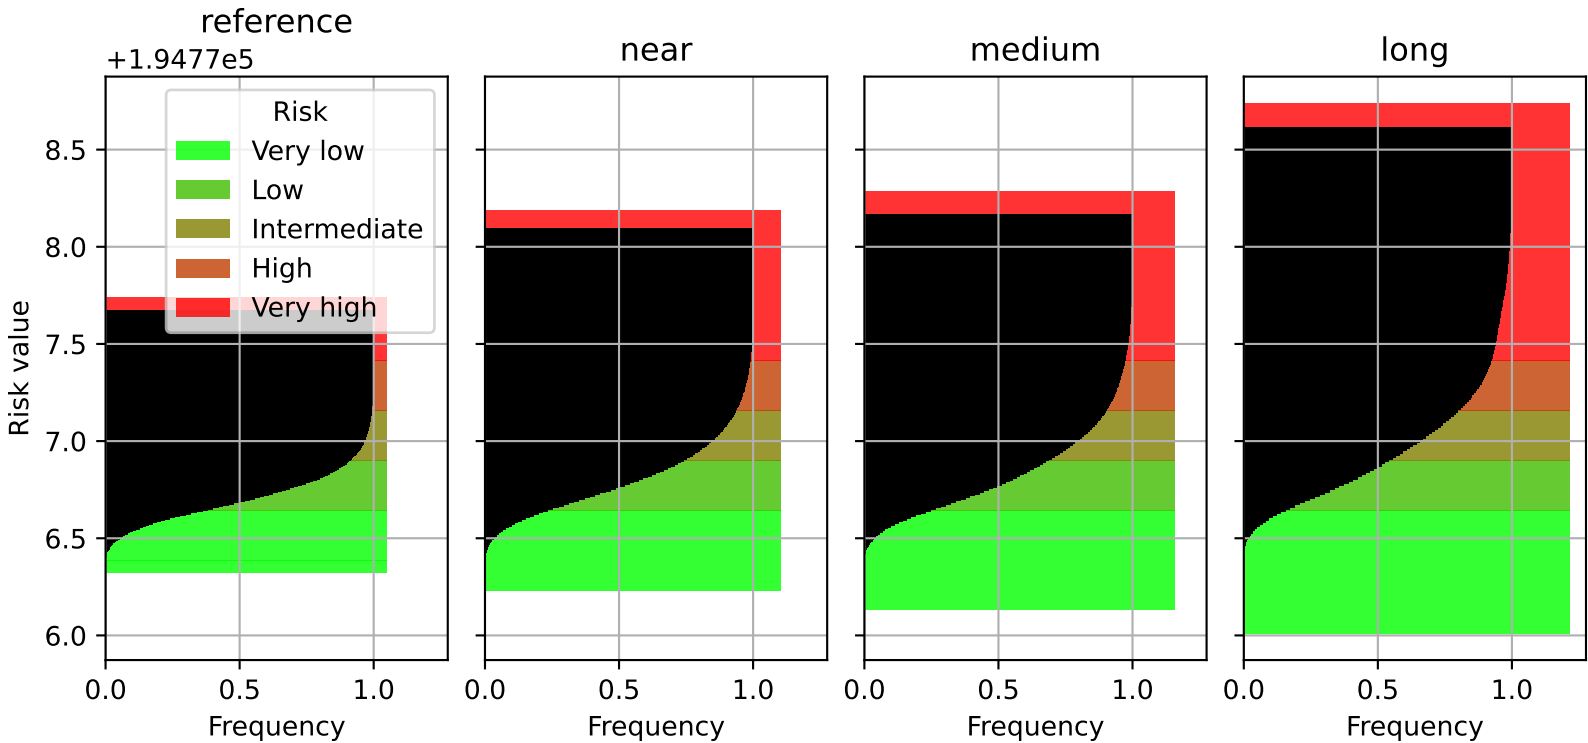 reference
near
medium
long
+1.9477e5
Risk
Very low
Low
Intermediate
High
Very high
Risk value
8.5
8.0
7.5
7.0
6.5
6.0
0.0 0.5 1.0
0.0 0.5 1.0
0.0 0.5 1.0
0.0 0.5 1.0
Frequency
Frequency
Frequency
Frequency